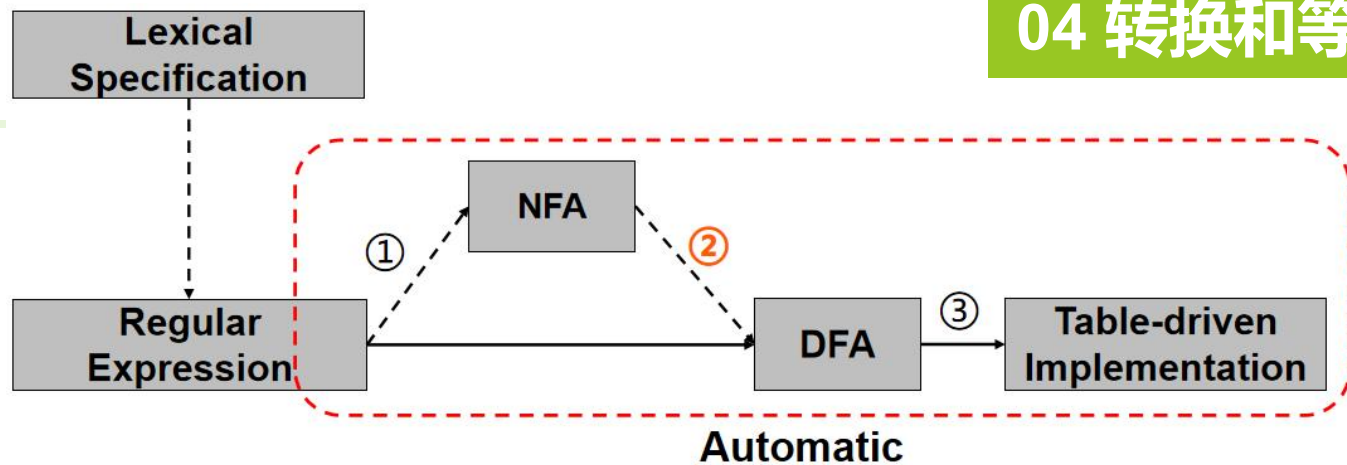 04 转换和等
Lexical
Specification
NFA
①
②
Regular
Expression
DFA
③
Table-driven
Implementation
Automatic